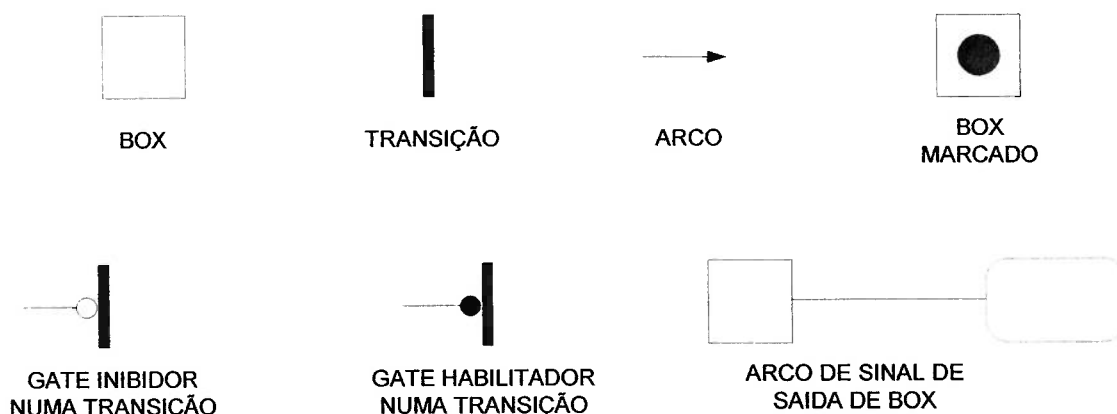 BOX
TRANSIÇÃO
ARCO
BOX
MARCADO
GATE INIBIDOR
NUMA TRANSIÇÃO
GATE HABILITADOR
NUMA TRANSIÇÃO
ARCO DE SINAL DE
SAIDA DE BOX